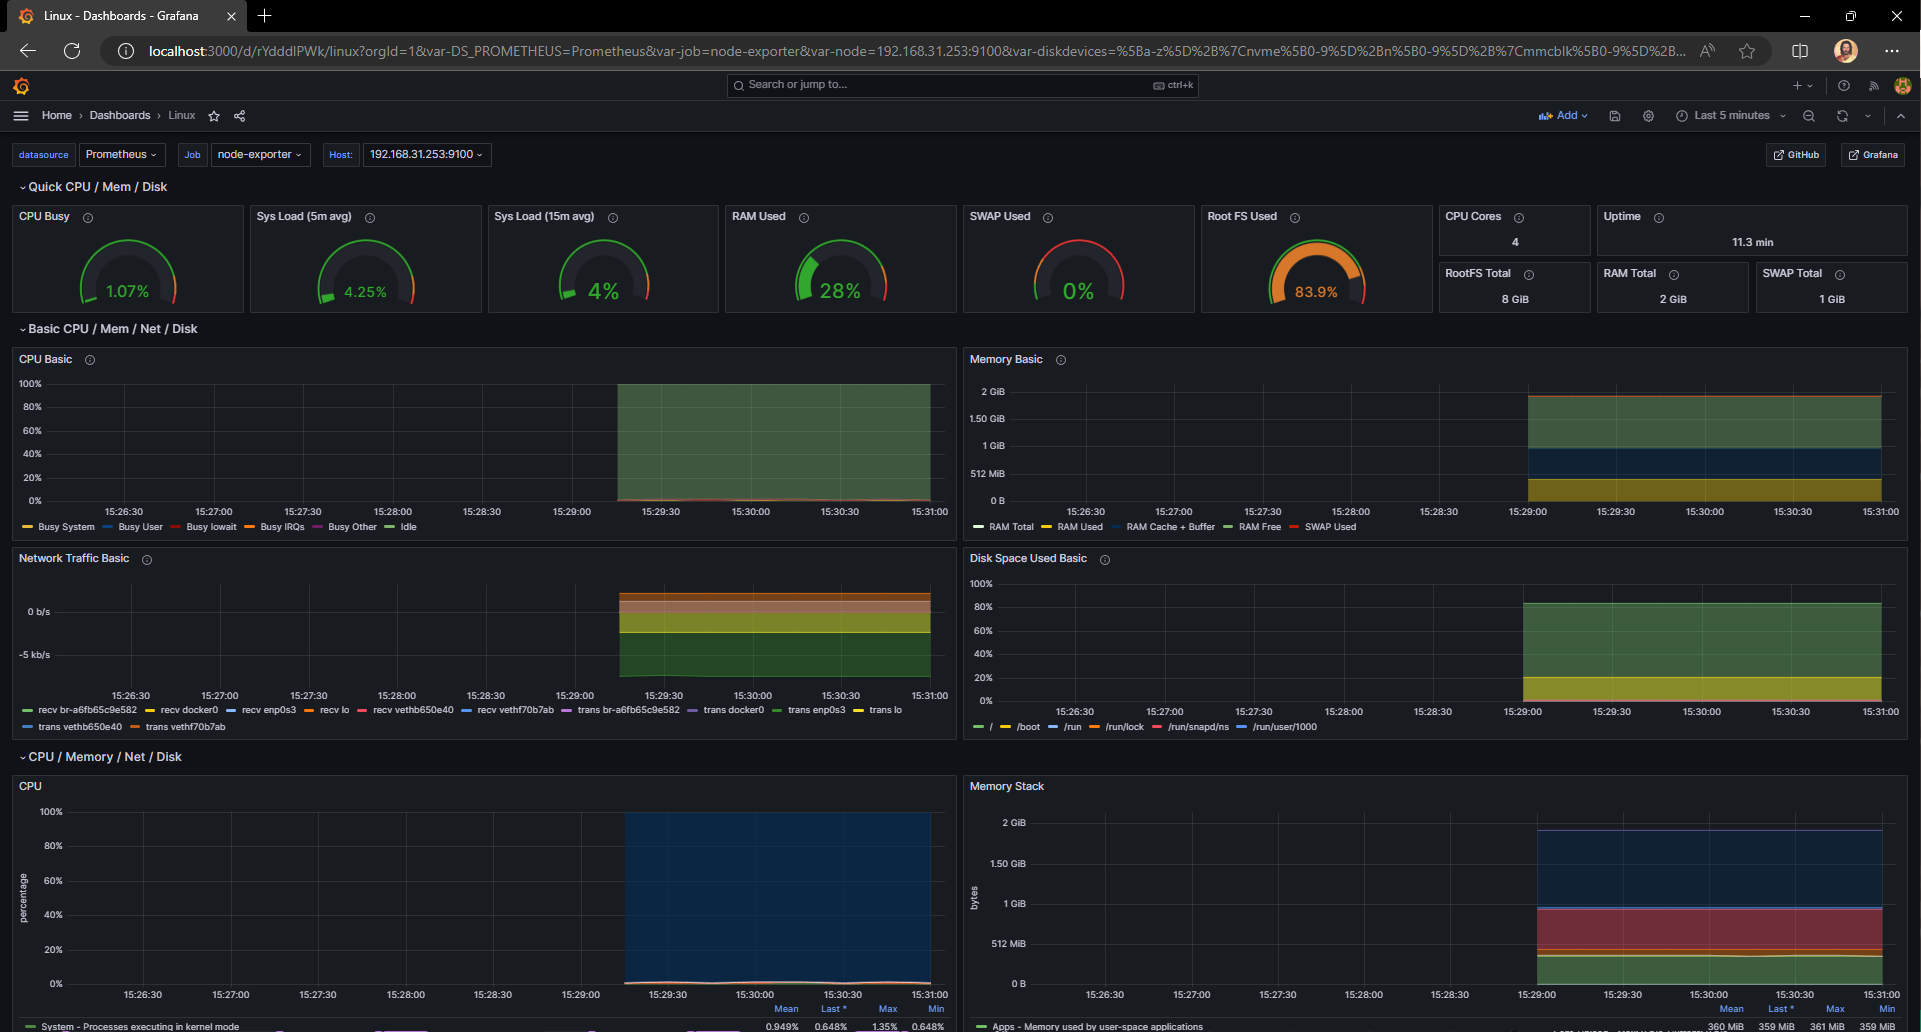 Linux - Dashboards - Grafana
localhost:3000/d/rYdddlPWk/linux?orgId=1&var-DS_PROMETHEUS=Prometheus&var-job=node-exporter&var-node=192.168.31.253:9100&var-diskdevices=%5Ba-z%5D%2B%7Cnvme%5B0-9%5D%2Bn%5B0-9%5D%2B%7Cmmcblk%5B0-9%5D%2B...
Search or jump to... ctrl+k
Home › Dashboards › Linux Add Last 5 minutes
datasource Prometheus Job node-exporter Host: 192.168.31.253:9100 GitHub Grafana
Quick CPU / Mem / Disk
CPU Busy
1.07%
Sys Load (5m avg)
4.25%
Sys Load (15m avg)
4%
RAM Used
28%
SWAP Used
0%
Root FS Used
83.9%
CPU Cores
4
Uptime
11.3 min
RootFS Total
8 GiB
RAM Total
2 GiB
SWAP Total
1 GiB
Basic CPU / Mem / Net / Disk
CPU Basic
100%
80%
60%
40%
20%
0%
15:26:30 15:27:00 15:27:30 15:28:00 15:28:30 15:29:00 15:29:30 15:30:00 15:30:30 15:31:00
Busy System Busy User Busy Iowait Busy IRQs Busy Other Idle
Memory Basic
2 GiB
1.50 GiB
1 GiB
512 MiB
0 B
15:26:30 15:27:00 15:27:30 15:28:00 15:28:30 15:29:00 15:29:30 15:30:00 15:30:30 15:31:00
RAM Total RAM Used RAM Cache + Buffer RAM Free SWAP Used
Network Traffic Basic
0 b/s
-5 kb/s
15:26:30 15:27:00 15:27:30 15:28:00 15:28:30 15:29:00 15:29:30 15:30:00 15:30:30 15:31:00
recv br-a6fb65c9e582 recv docker0 recv enp0s3 recv lo recv vethb650e40 recv vethf70b7ab trans br-a6fb65c9e582 trans docker0 trans enp0s3 trans lo
trans vethb650e40 trans vethf70b7ab
Disk Space Used Basic
100%
80%
60%
40%
20%
0%
15:26:30 15:27:00 15:27:30 15:28:00 15:28:30 15:29:00 15:29:30 15:30:00 15:30:30 15:31:00
/ /boot /run /run/lock /run/snapd/ns /run/user/1000
CPU / Memory / Net / Disk
CPU
percentage
100%
80%
60%
40%
20%
0%
15:26:30 15:27:00 15:27:30 15:28:00 15:28:30 15:29:00 15:29:30 15:30:00 15:30:30 15:31:00
Mean Last * Max Min
System - Processes executing in kernel mode 0.949% 0.648% 1.35% 0.648%
Memory Stack
bytes
2 GiB
1.50 GiB
1 GiB
512 MiB
0 B
15:26:30 15:27:00 15:27:30 15:28:00 15:28:30 15:29:00 15:29:30 15:30:00 15:30:30 15:31:00
Mean Last * Max Min
Apps - Memory used by user-space applications 360 MiB 359 MiB 361 MiB 359 MiB